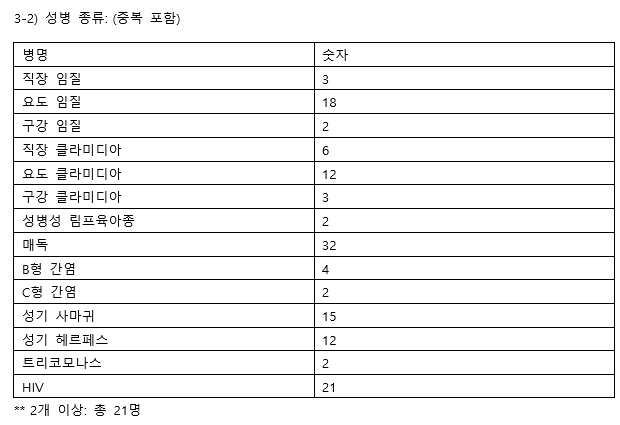 3-2) 성병 종류: (중복 포함)
병명 숫자
직장 임질 3
요도 임질 18
구강 임질 2
직장 클라미디아 6
요도 클라미디아 12
구강 클라미디아 3
성병성 림프육아종 2
매독 32
B형 간염 4
C형 간염 2
성기 사마귀 15
성기 헤르페스 12
트리코모나스 2
HIV 21
** 2개 이상: 총 21명